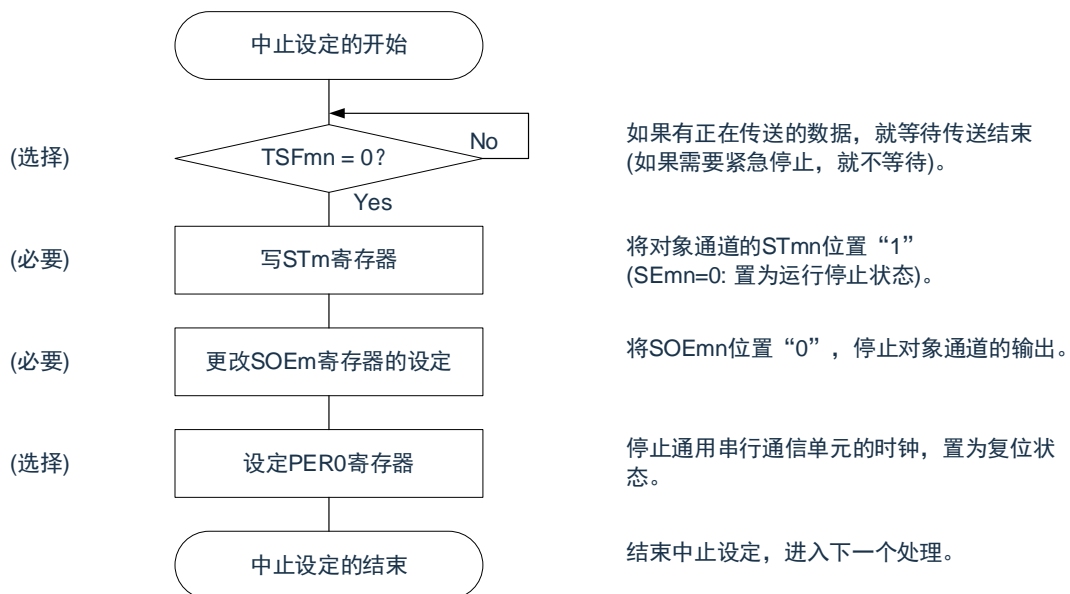 中止设定的开始
No
(选择)
TSFmn = 0？
如果有正在传送的数据，就等待传送结束
(如果需要紧急停止，就不等待)。
Yes
(必要)
写STm寄存器
将对象通道的STmn位置“1”
(SEmn=0: 置为运行停止状态)。
(必要)
更改SOEm寄存器的设定
将SOEmn位置“0”，停止对象通道的输出。
(选择)
设定PER0寄存器
停止通用串行通信单元的时钟，置为复位状
态。
中止设定的结束
结束中止设定，进入下一个处理。